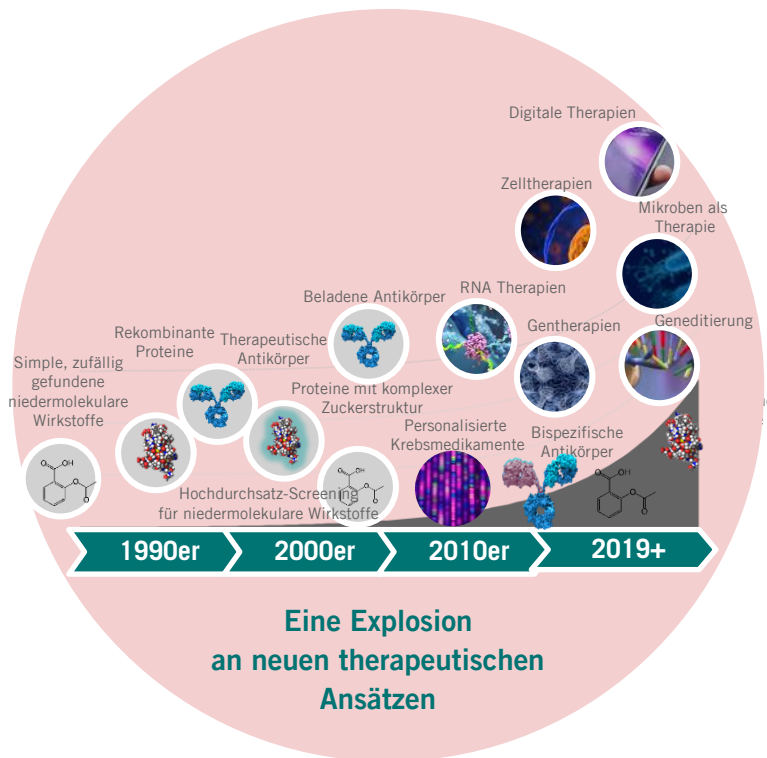 Digitale Therapien
Zelltherapien
Mikroben als
Therapie
Beladene Antikörper
RNA Therapien
Rekombinante
Proteine
Therapeutische
Antikörper
Gentherapien
Geneditierung
Simple, zufällig
gefundene
niedermolekulare
Wirkstoffe
Proteine mit komplexer
Zuckerstruktur
Personalisierte
Krebsmedikamente
Bispezifische
Antikörper
Hochdurchsatz-Screening
für niedermolekulare Wirkstoffe
OH
O
O
O
OH
O
O
O
OH
O
O
O
1990er
2000er
2010er
2019+
Eine Explosion
an neuen therapeutischen
Ansätzen